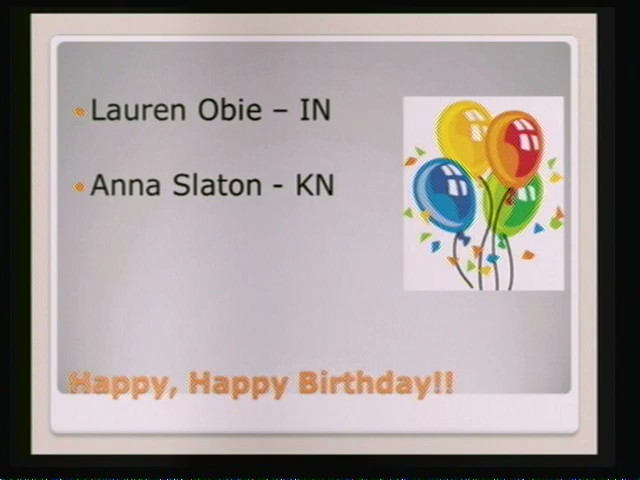 Lauren Obie – IN
Anna Slaton - KN
Happy, Happy Birthday!!